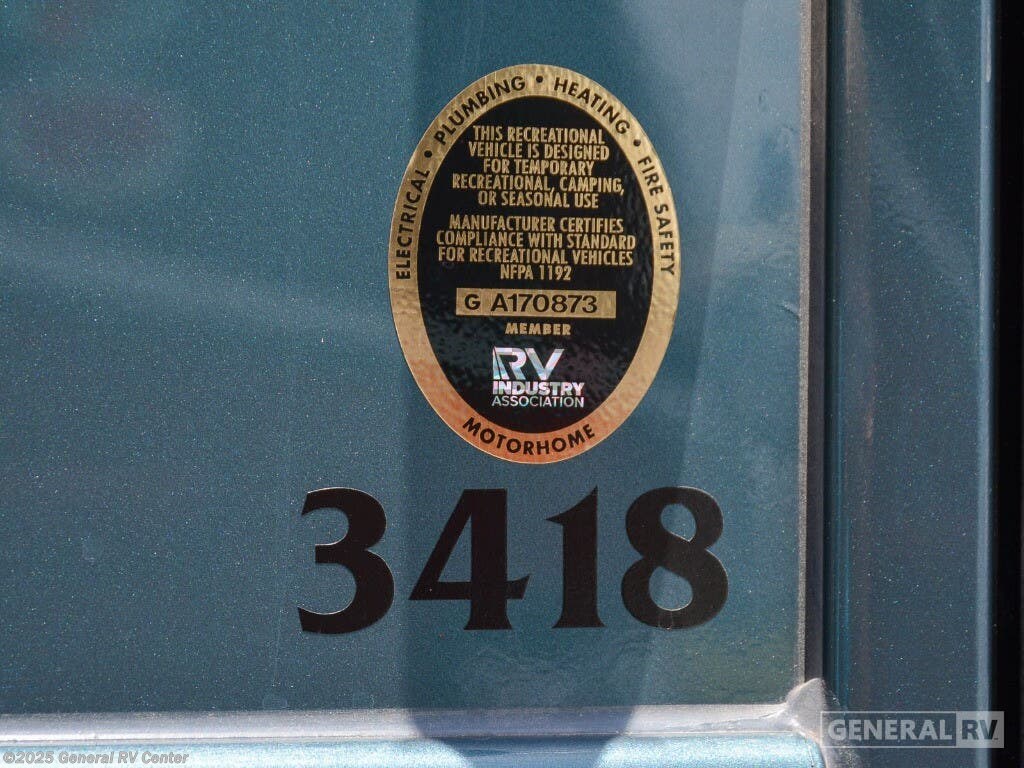 ELECTRICAL • PLUMBING • HEATING • FIRE SAFETY
THIS RECREATIONAL
VEHICLE IS DESIGNED
FOR TEMPORARY
RECREATIONAL, CAMPING,
OR SEASONAL USE
MANUFACTURER CERTIFIES
COMPLIANCE WITH STANDARD
FOR RECREATIONAL VEHICLES
NFPA 1192
G A170873
MEMBER
RV
INDUSTRY
ASSOCIATION
MOTORHOME
3418
GENERAL RV
©2025 General RV Center